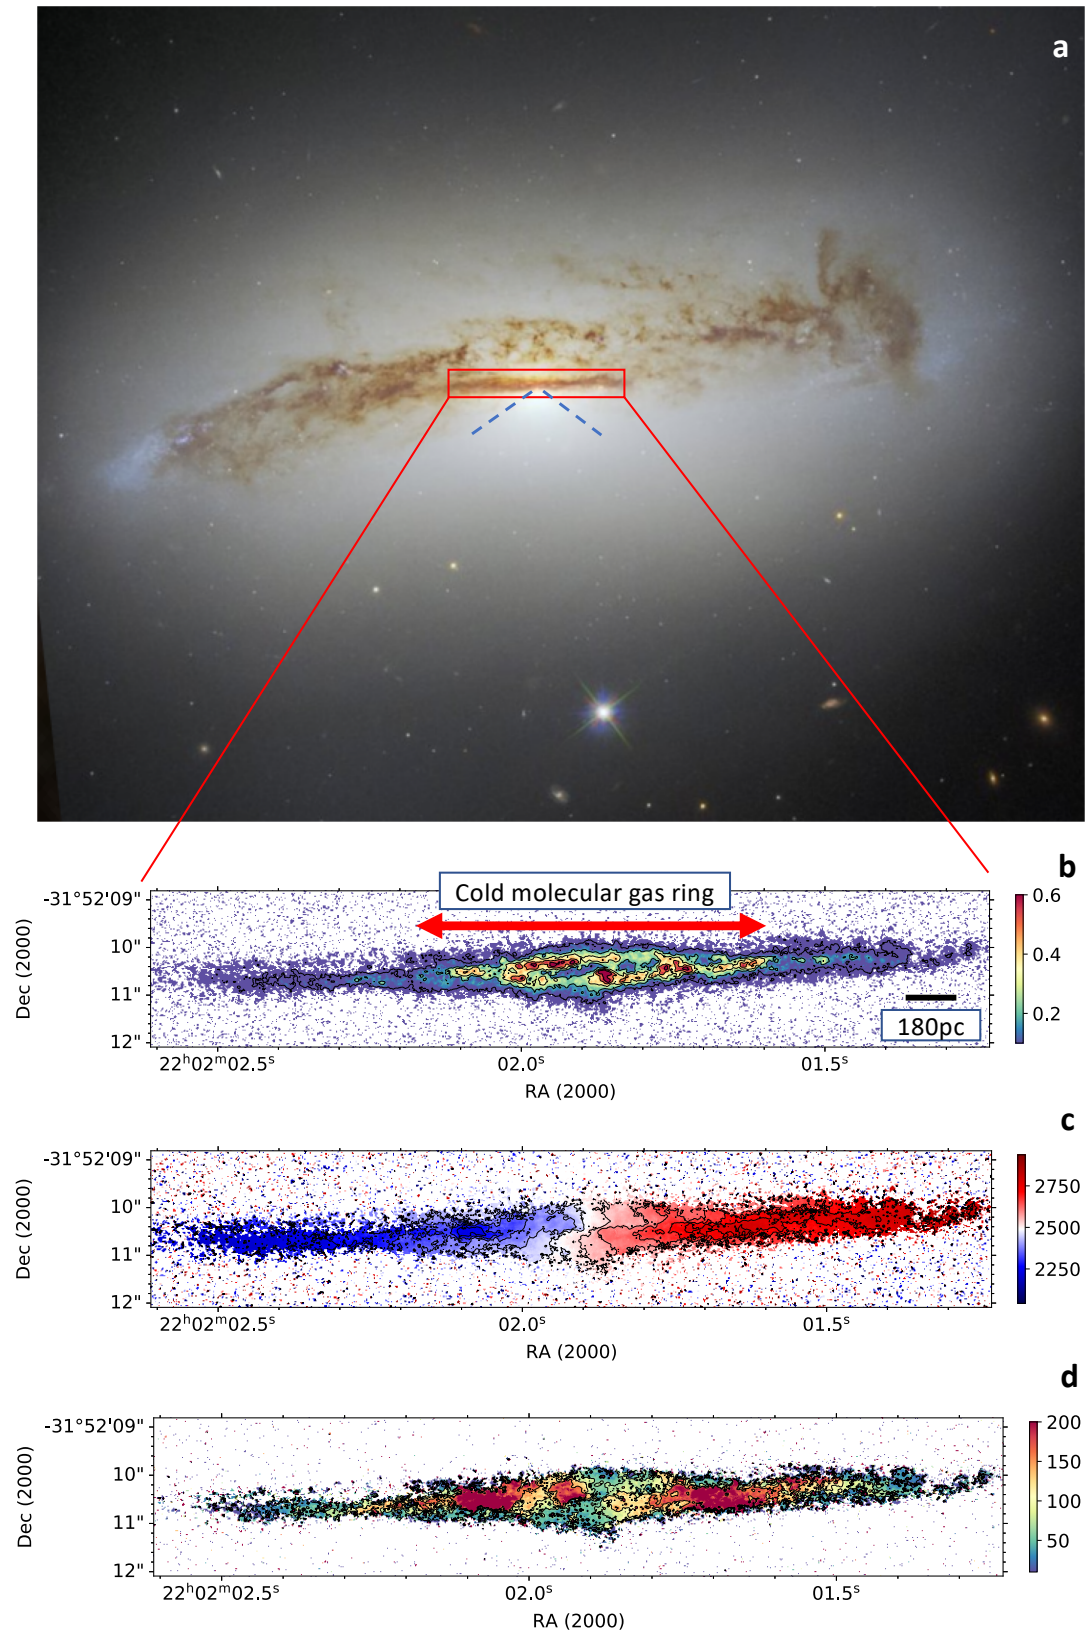 a
b
Cold molecular gas ring
-31°52'09"
10"
11"
12"
Dec (2000)
180pc
0.6
0.4
0.2
22ʰ02ᵐ02.5ˢ
02.0ˢ
01.5ˢ
RA (2000)
c
-31°52'09"
10"
11"
12"
Dec (2000)
2750
2500
2250
22ʰ02ᵐ02.5ˢ
02.0ˢ
01.5ˢ
RA (2000)
d
-31°52'09"
10"
11"
12"
Dec (2000)
200
150
100
50
22ʰ02ᵐ02.5ˢ
02.0ˢ
01.5ˢ
RA (2000)